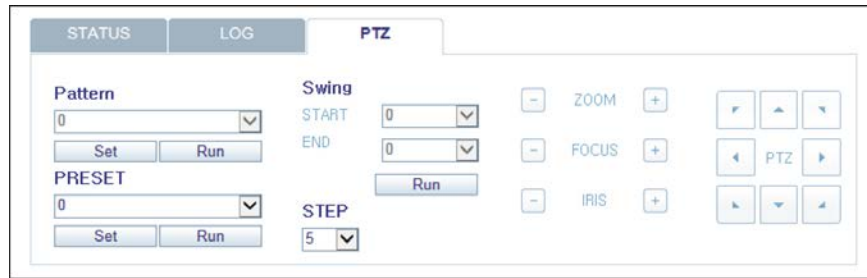 STATUS LOG PTZ
Pattern
0
Set Run
PRESET
0
Set Run
Swing
START 0
END 0
Run
STEP
5
- ZOOM +
- FOCUS +
- IRIS +
PTZ